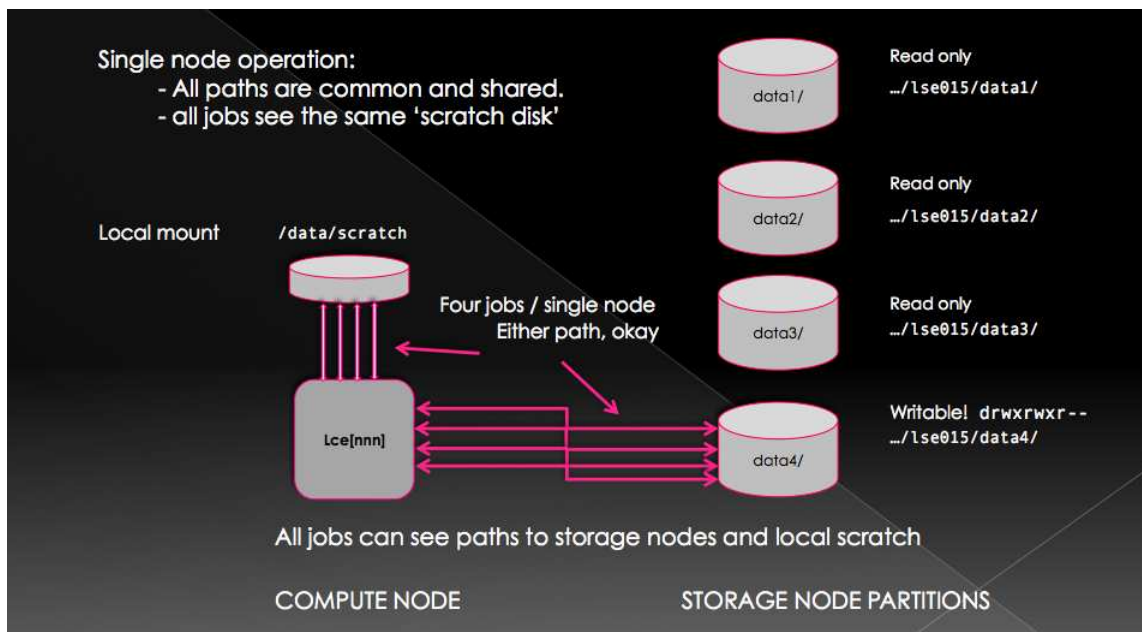 Single node operation:
- All paths are common and shared.
- all jobs see the same ‘scratch disk’
Local mount
/data/scratch
Four jobs / single node
Either path, okay
Lce[nnn]
data1/
Read only
…/lse015/data1/
data2/
Read only
…/lse015/data2/
data3/
Read only
…/lse015/data3/
data4/
Writable! drwxrwxr--
…/lse015/data4/
All jobs can see paths to storage nodes and local scratch
COMPUTE NODE
STORAGE NODE PARTITIONS